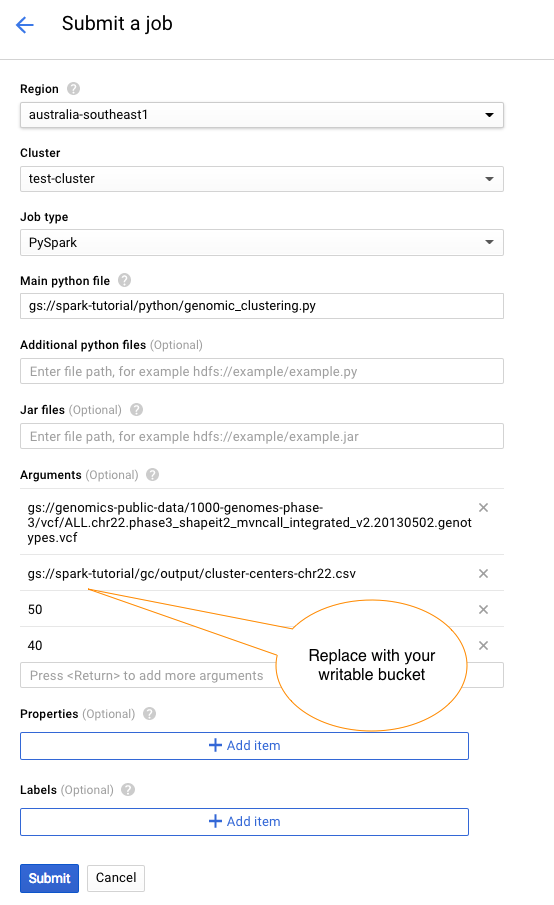 Submit a job
Region
australia-southeast1
Cluster
test-cluster
Job type
PySpark
Main python file
gs://spark-tutorial/python/genomic_clustering.py
Additional python files (Optional)
Enter file path, for example hdfs://example/example.py
Jar files (Optional)
Enter file path, for example hdfs://example/example.jar
Arguments (Optional)
gs://genomics-public-data/1000-genomes-phase-
3/vcf/ALL.chr22.phase3_shapeit2_mvncall_integrated_v2.20130502.genot
ypes.vcf
gs://spark-tutorial/gc/output/cluster-centers-chr22.csv
50
40
Replace with your
writable bucket
Press <Return> to add more arguments
Properties (Optional)
Add item
Labels (Optional)
Add item
Submit Cancel